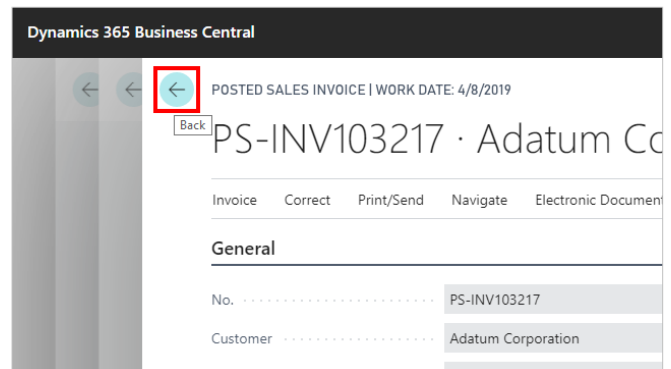 Dynamics 365 Business Central
POSTED SALES INVOICE | WORK DATE: 4/8/2019
Back
PS-INV103217 · Adatum Co
Invoice Correct Print/Send Navigate Electronic Documen
General
No. PS-INV103217
Customer Adatum Corporation